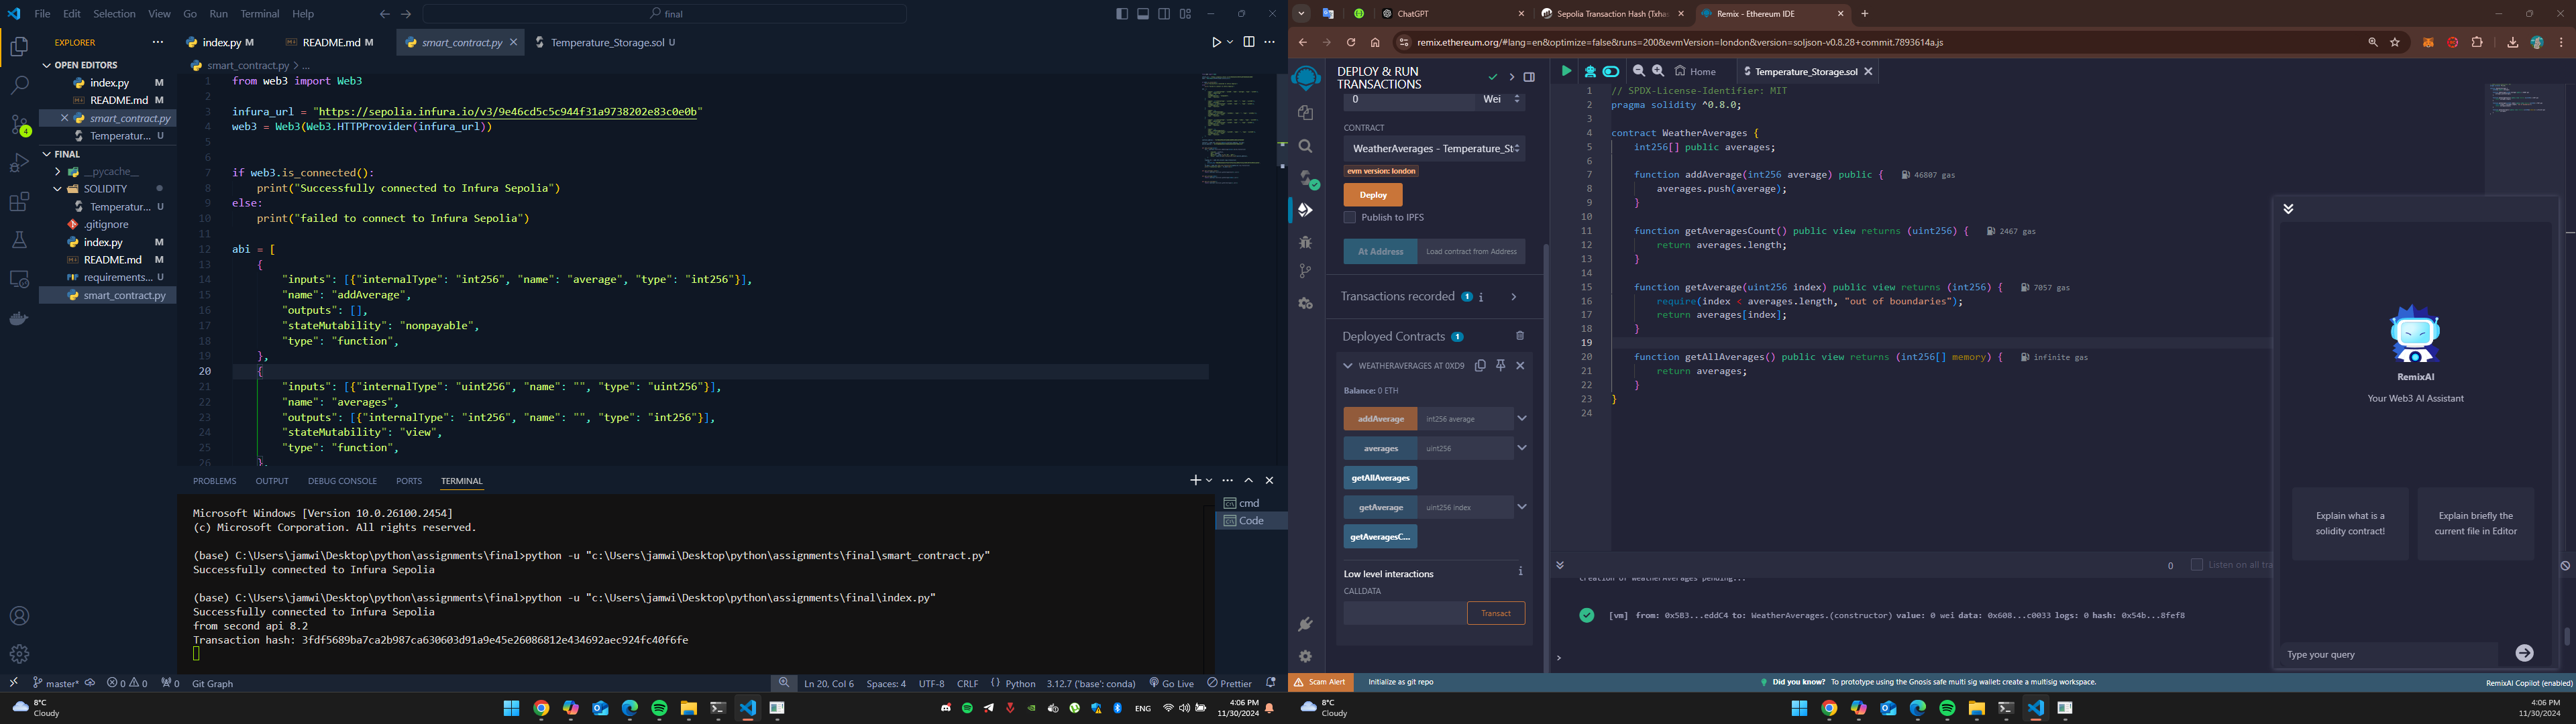 File Edit Selection View Go Run Terminal Help
final
EXPLORER
OPEN EDITORS
index.py M
README.md M
smart_contract.py
Temperatur... U
FINAL
__pycache__
SOLIDITY
Temperatur... U
.gitignore
index.py M
README.md M
requirements... U
smart_contract.py
4
index.py M
README.md M
smart_contract.py
Temperature_Storage.sol U
smart_contract.py > ...
1 from web3 import Web3
2
3 infura_url = "https://sepolia.infura.io/v3/9e46cd5c5c944f31a9738202e83c0e0b"
4 web3 = Web3(Web3.HTTPProvider(infura_url))
5
6
7 if web3.is_connected():
8 print("Successfully connected to Infura Sepolia")
9 else:
10 print("failed to connect to Infura Sepolia")
11
12 abi = [
13 {
14 "inputs": [{"internalType": "int256", "name": "average", "type": "int256"}],
15 "name": "addAverage",
16 "outputs": [],
17 "stateMutability": "nonpayable",
18 "type": "function",
19 },
20 {
21 "inputs": [{"internalType": "uint256", "name": "", "type": "uint256"}],
22 "name": "averages",
23 "outputs": [{"internalType": "int256", "name": "", "type": "int256"}],
24 "stateMutability": "view",
25 "type": "function",
26 },
PROBLEMS OUTPUT DEBUG CONSOLE PORTS TERMINAL
cmd
Code
Microsoft Windows [Version 10.0.26100.2454]
(c) Microsoft Corporation. All rights reserved.
(base) C:\Users\jamwi\Desktop\python\assignments\final>python -u "c:\Users\jamwi\Desktop\python\assignments\final\smart_contract.py"
Successfully connected to Infura Sepolia
(base) C:\Users\jamwi\Desktop\python\assignments\final>python -u "c:\Users\jamwi\Desktop\python\assignments\final\index.py"
Successfully connected to Infura Sepolia
from second api 8.2
Transaction hash: 3fdf5689ba7ca2b987ca630603d91a9e45e26086812e434692aec924fc40f6fe
master* 0 0 0 Git Graph
Ln 20, Col 6 Spaces: 4 UTF-8 CRLF Python 3.12.7 ('base': conda) Go Live Prettier
8°C
Cloudy
ENG
4:06 PM
11/30/2024
ChatGPT
Sepolia Transaction Hash (Txhas
Remix - Ethereum IDE
remix.ethereum.org/#lang=en&optimize=false&runs=200&evmVersion=london&version=soljson-v0.8.28+commit.7893614a.js
DEPLOY & RUN
TRANSACTIONS
0 Wei
CONTRACT
WeatherAverages - Temperature_St
evm version: london
Deploy
Publish to IPFS
At Address Load contract from Address
Transactions recorded 1 i
Deployed Contracts 1
WEATHERAVERAGES AT 0XD9
Balance: 0 ETH
addAverage int256 average
averages uint256
getAllAverages
getAverage uint256 index
getAveragesC...
Low level interactions i
CALLDATA
Transact
Home
Temperature_Storage.sol
1 // SPDX-License-Identifier: MIT
2 pragma solidity ^0.8.0;
3
4 contract WeatherAverages {
5 int256[] public averages;
6
7 function addAverage(int256 average) public { 46807 gas
8 averages.push(average);
9 }
10
11 function getAveragesCount() public view returns (uint256) { 2467 gas
12 return averages.length;
13 }
14
15 function getAverage(uint256 index) public view returns (int256) { 7057 gas
16 require(index < averages.length, "out of boundaries");
17 return averages[index];
18 }
19
20 function getAllAverages() public view returns (int256[] memory) { infinite gas
21 return averages;
22 }
23 }
24
RemixAI
Your Web3 AI Assistant
Explain what is a
solidity contract!
Explain briefly the
current file in Editor
Type your query
0 Listen on all tra
creation of WeatherAverages pending...
[vm] from: 0x5B3...eddC4 to: WeatherAverages.(constructor) value: 0 wei data: 0x608...c0033 logs: 0 hash: 0x54b...8fef8
>
Scam Alert
Initialize as git repo
Did you know? To prototype using the Gnosis safe multi sig wallet: create a multisig workspace.
RemixAI Copilot (enabled)
8°C
Cloudy
4:06 PM
11/30/2024